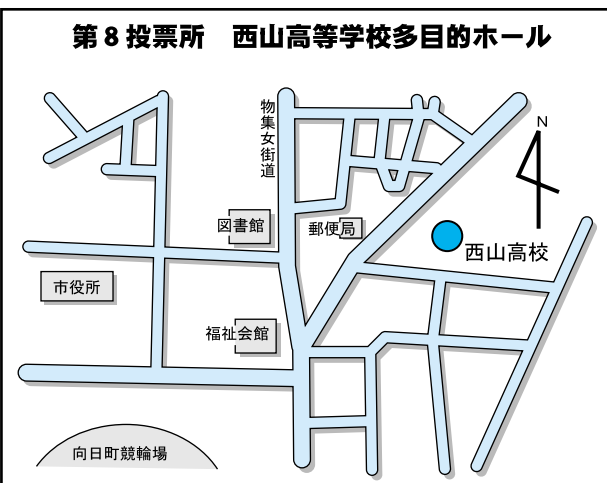 第8投票所　西山高等学校多目的ホール
物集女街道
N
図書館
郵便局
西山高校
市役所
福祉会館
向日町競輪場